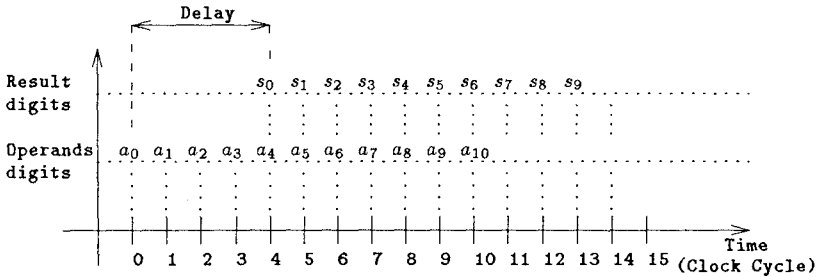 Delay
Result digits
s0 s1 s2 s3 s4 s5 s6 s7 s8 s9
Operands digits
a0 a1 a2 a3 a4 a5 a6 a7 a8 a9 a10
0 1 2 3 4 5 6 7 8 9 10 11 12 13 14 15
Time
(Clock Cycle)